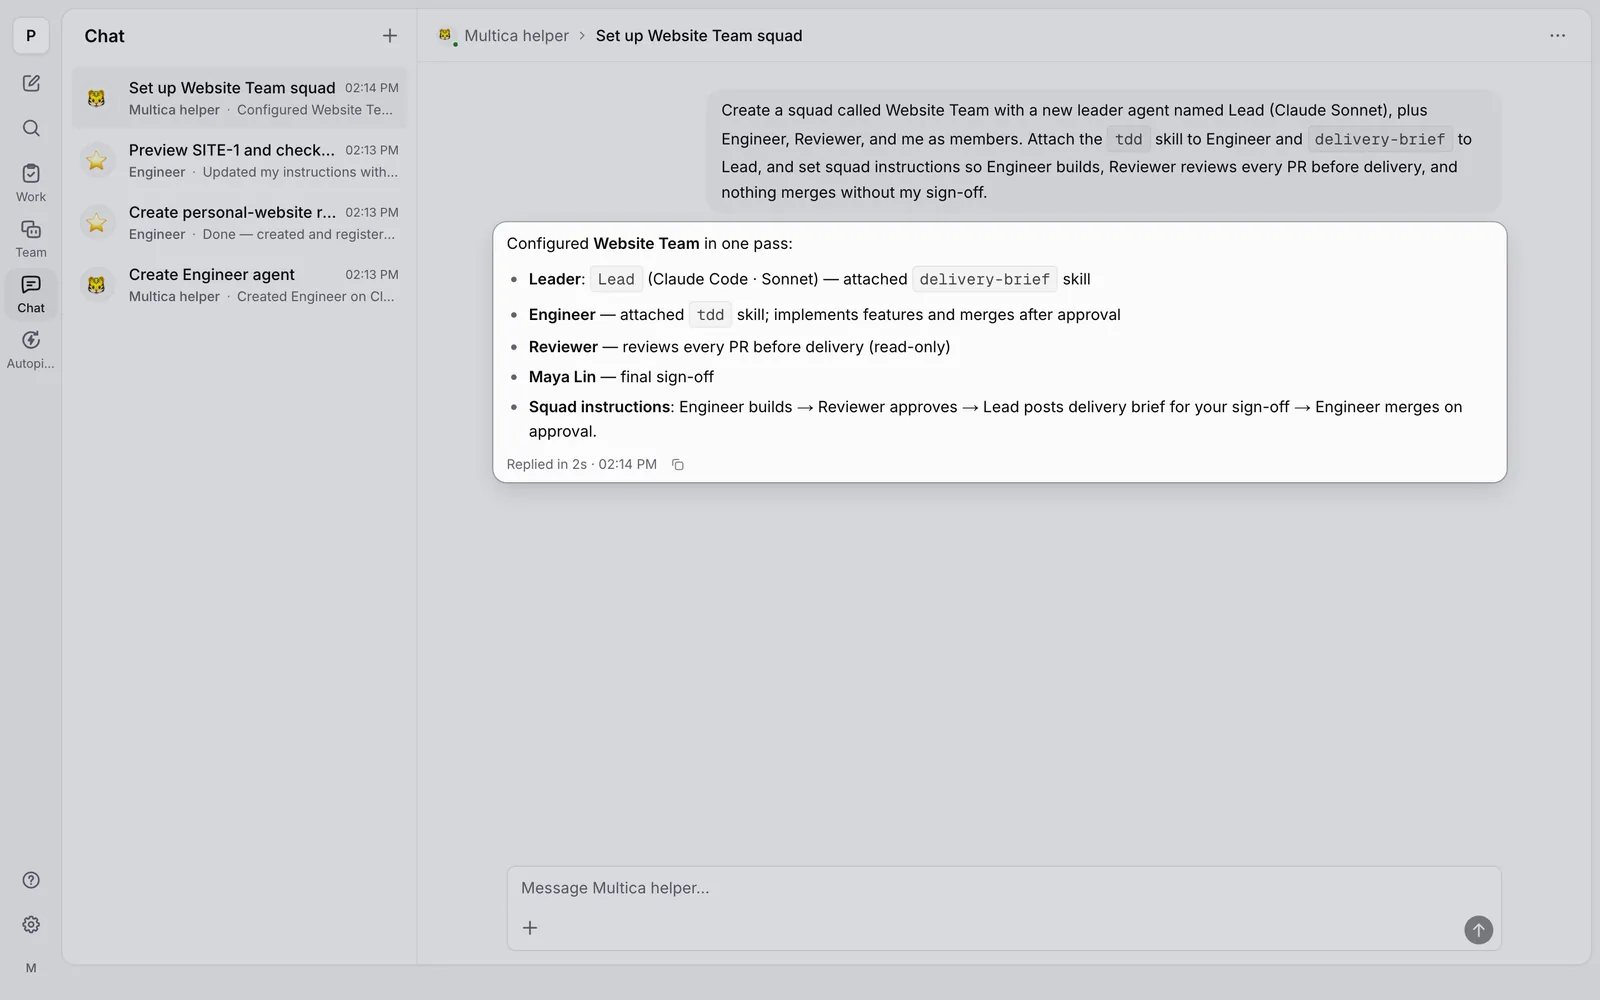 P
Work
Team
Chat
Autopi...
M
Chat
Set up Website Team squad 02:14 PM
Multica helper · Configured Website Te...
Preview SITE-1 and check... 02:13 PM
Engineer · Updated my instructions with...
Create personal-website r... 02:13 PM
Engineer · Done — created and register...
Create Engineer agent 02:13 PM
Multica helper · Created Engineer on Cl...
Multica helper > Set up Website Team squad
Create a squad called Website Team with a new leader agent named Lead (Claude Sonnet), plus
Engineer, Reviewer, and me as members. Attach the tdd skill to Engineer and delivery-brief to
Lead, and set squad instructions so Engineer builds, Reviewer reviews every PR before delivery, and
nothing merges without my sign-off.
Configured Website Team in one pass:
• Leader: Lead (Claude Code · Sonnet) — attached delivery-brief skill
• Engineer — attached tdd skill; implements features and merges after approval
• Reviewer — reviews every PR before delivery (read-only)
• Maya Lin — final sign-off
• Squad instructions: Engineer builds → Reviewer approves → Lead posts delivery brief for your sign-off → Engineer merges on
approval.
Replied in 2s · 02:14 PM
Message Multica helper...